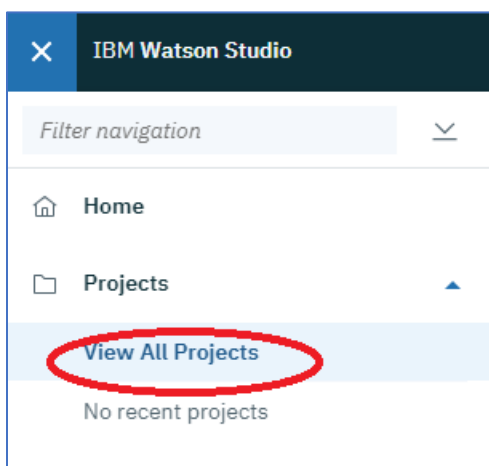 IBM Watson Studio
Filter navigation
Home
Projects
View All Projects
No recent projects